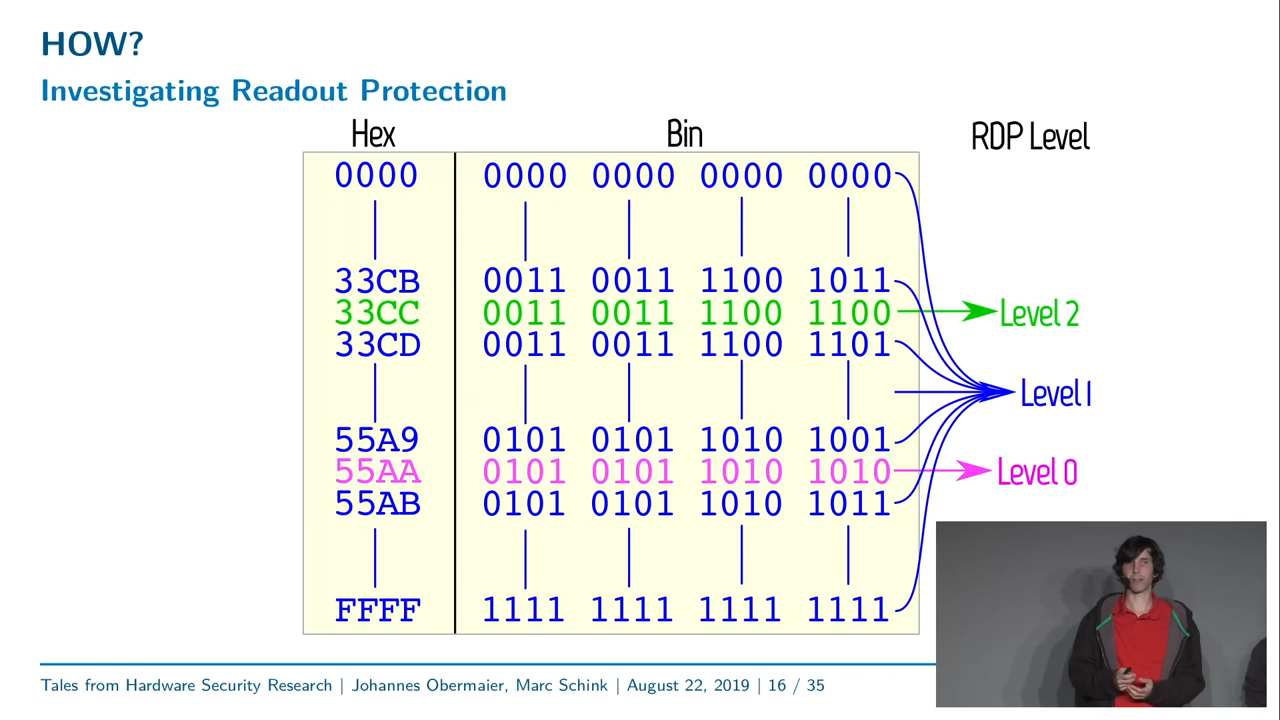 HOW?
Investigating Readout Protection
Hex Bin RDP Level
0000 0000 0000 0000 0000
33CB 0011 0011 1100 1011
33CC 0011 0011 1100 1100 Level 2
33CD 0011 0011 1100 1101
Level 1
55A9 0101 0101 1010 1001
55AA 0101 0101 1010 1010 Level 0
55AB 0101 0101 1010 1011
FFFF 1111 1111 1111 1111
Tales from Hardware Security Research | Johannes Obermaier, Marc Schink | August 22, 2019 | 16 / 35